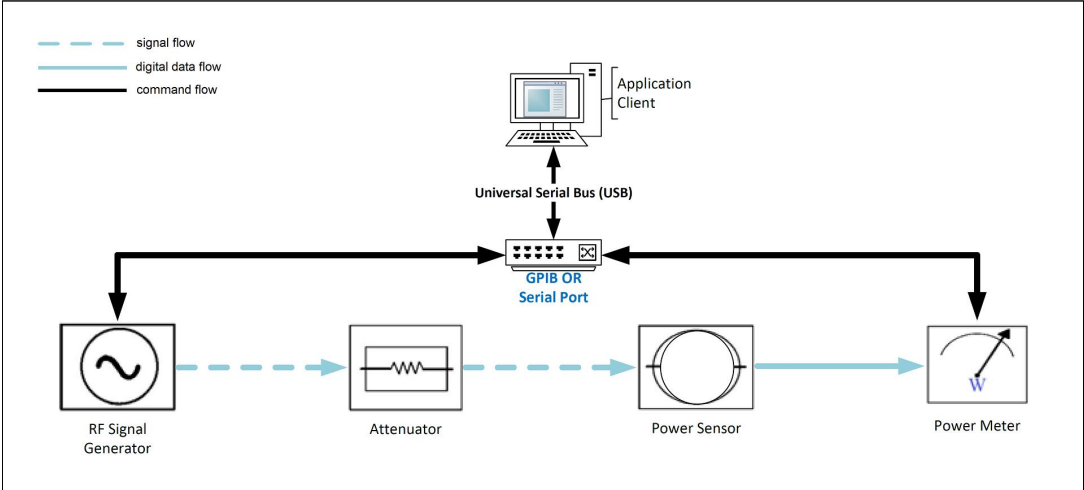 signal flow
digital data flow
command flow
Application
Client
Universal Serial Bus (USB)
GPIB OR
Serial Port
W
RF Signal
Generator
Attenuator
Power Sensor
Power Meter